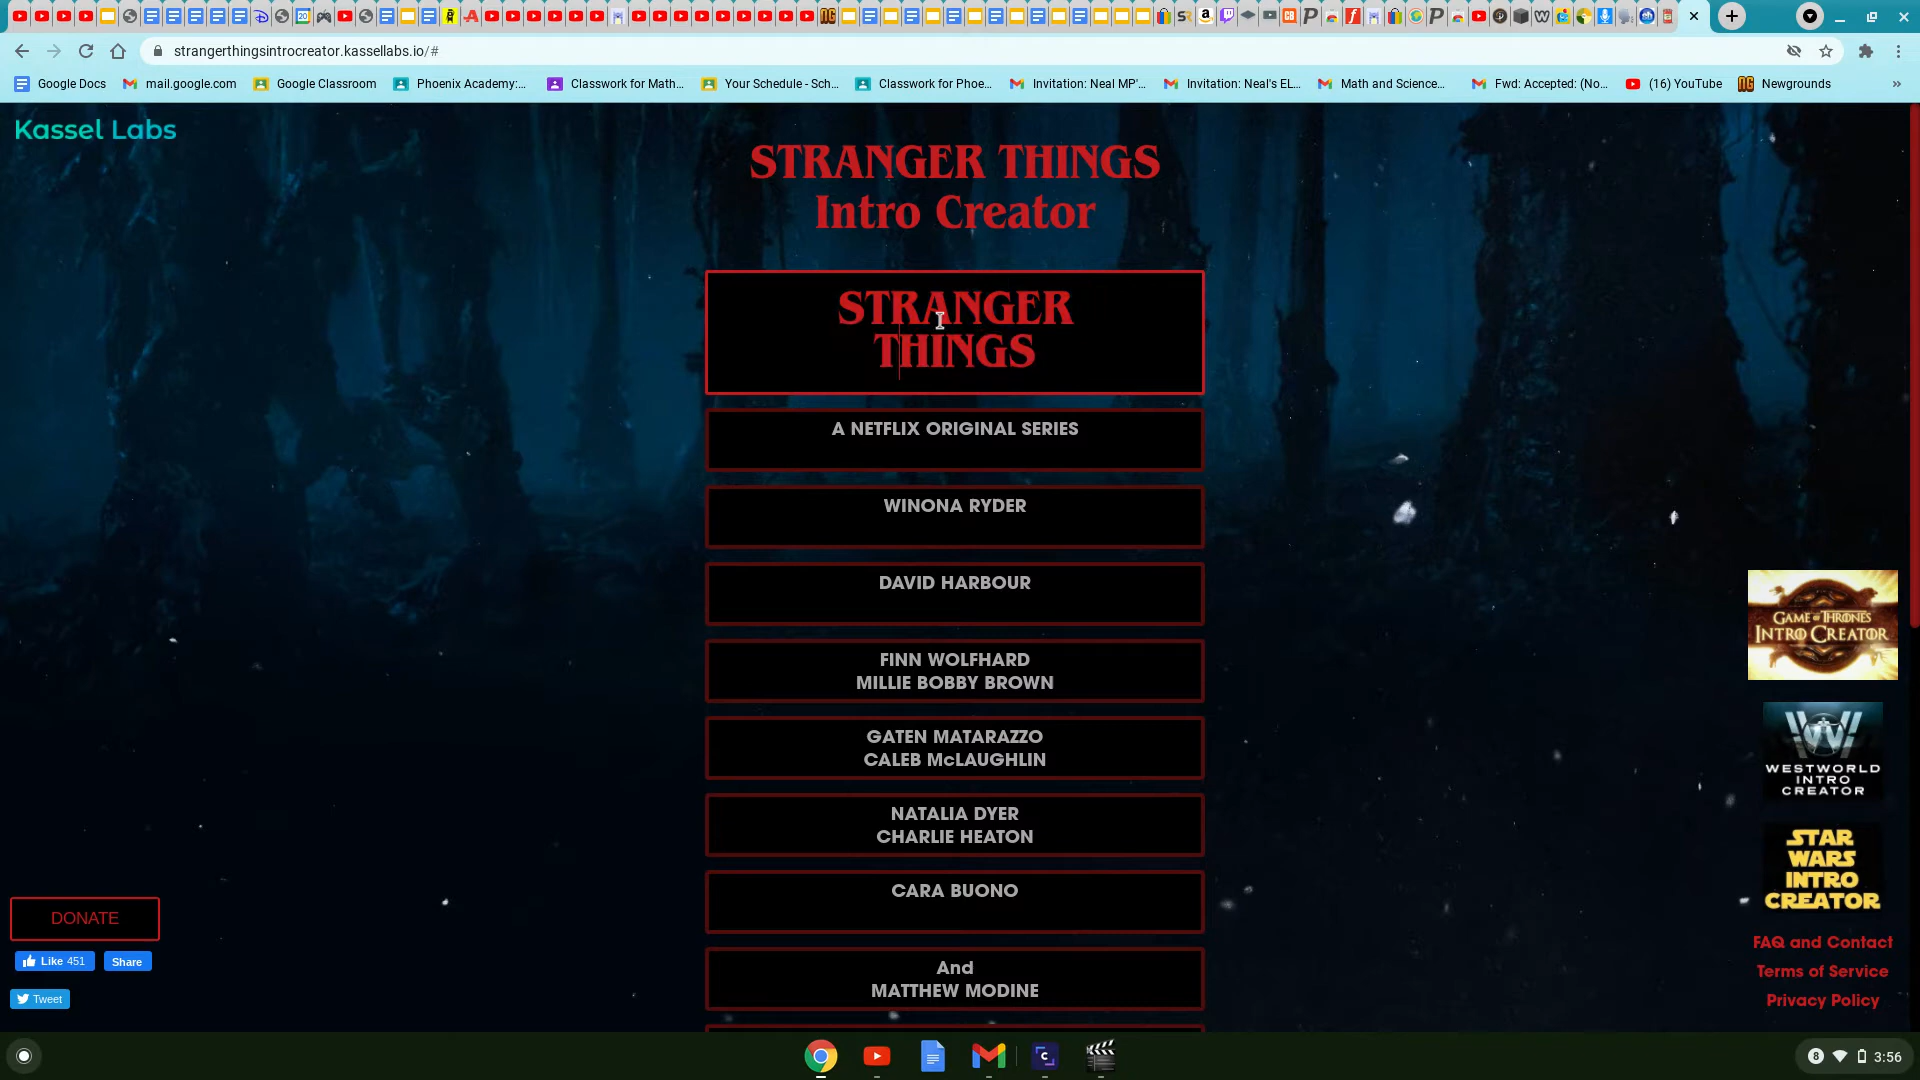 strangerthingsintrocreator.kassellabs.io/#
Google Docs
mail.google.com
Google Classroom
Phoenix Academy:...
Classwork for Math...
Your Schedule - Sch...
Classwork for Phoe...
Invitation: Neal MP'...
Invitation: Neal's EL...
Math and Science...
Fwd: Accepted: (No...
(16) YouTube
Newgrounds
»
Kassel Labs
STRANGER THINGS
Intro Creator
STRANGER
THINGS
A NETFLIX ORIGINAL SERIES
WINONA RYDER
DAVID HARBOUR
FINN WOLFHARD
MILLIE BOBBY BROWN
GATEN MATARAZZO
CALEB McLAUGHLIN
NATALIA DYER
CHARLIE HEATON
CARA BUONO
And
MATTHEW MODINE
GAME OF THRONES
INTRO CREATOR
WESTWORLD
INTRO
CREATOR
STAR
WARS
INTRO
CREATOR
FAQ and Contact
Terms of Service
Privacy Policy
DONATE
Like 451
Share
Tweet
8
3:56